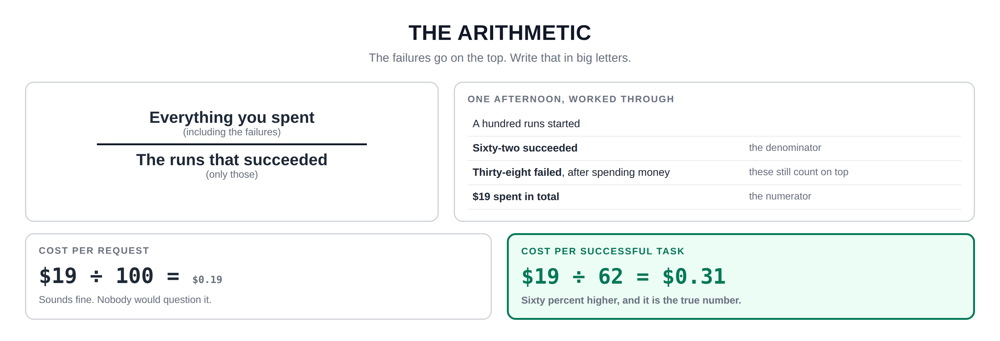 THE ARITHMETIC
The failures go on the top. Write that in big letters.
Everything you spent
(including the failures)
The runs that succeeded
(only those)
ONE AFTERNOON, WORKED THROUGH
A hundred runs started
Sixty-two succeeded the denominator
Thirty-eight failed, after spending money these still count on top
$19 spent in total the numerator
COST PER REQUEST
$19 ÷ 100 = $0.19
Sounds fine. Nobody would question it.
COST PER SUCCESSFUL TASK
$19 ÷ 62 = $0.31
Sixty percent higher, and it is the true number.